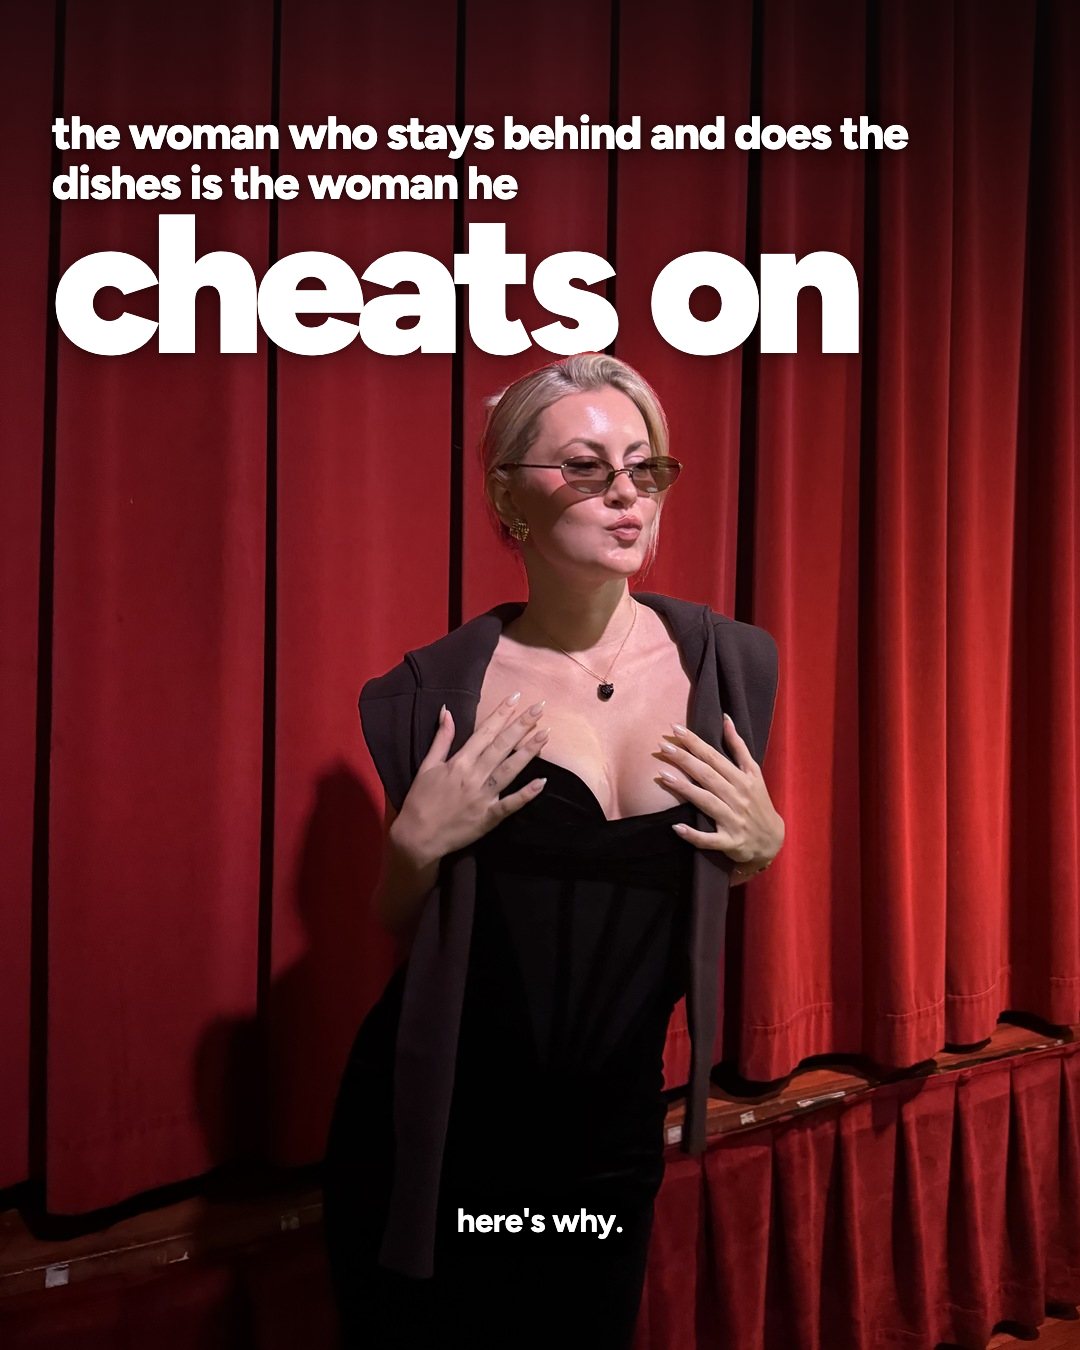 the woman who stays behind and does the
dishes is the woman he
cheats on
here's why.